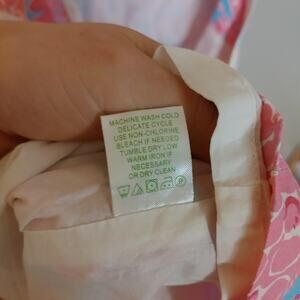 MACHINE WASH COLD
DELICATE CYCLE
USE NON-CHLORINE
BLEACH IF NEEDED
TUMBLE DRY LOW
WARM IRON IF
NECESSARY
OR DRY CLEAN